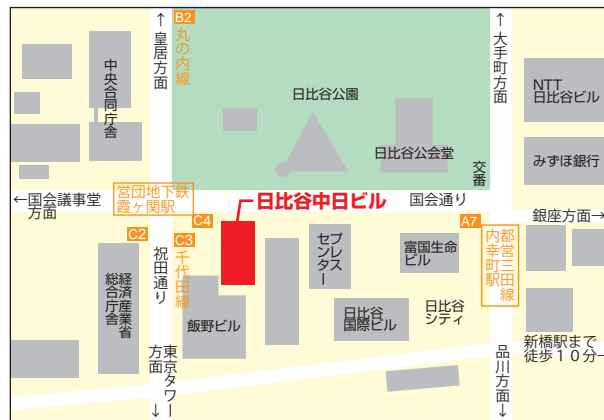 B2
↑
皇居方面
丸の内線
↑
大手町方面
中央合同庁舎
日比谷公園
NTT
日比谷ビル
日比谷公会堂
交番
みずほ銀行
営団地下鉄
霞ヶ関駅
←国会議事堂
方面
日比谷中日ビル
国会通り
C4
A7
銀座方面→
C2
C3
祝田通り
千代田線
プレス
センター
富国生命
ビル
都営三田線
内幸町駅
経済産業省
総合庁舎
飯野ビル
日比谷
国際ビル
日比谷
シティ
新橋駅まで
徒歩10分→
東京タワー
方面
↓
品川方面
↓